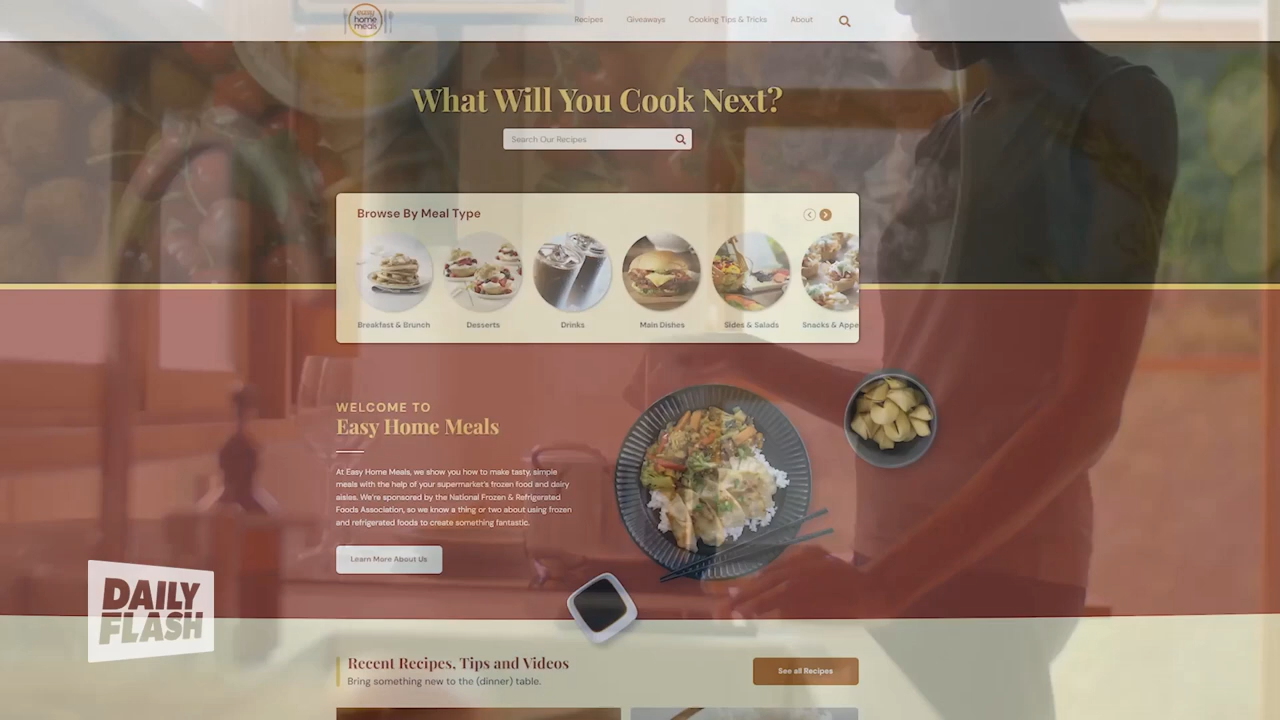 easy
home
meals
Recipes
Giveaways
Cooking Tips & Tricks
About
What Will You Cook Next?
Search Our Recipes
Browse By Meal Type
Breakfast & Brunch
Desserts
Drinks
Main Dishes
Sides & Salads
Snacks & Appe
WELCOME TO
Easy Home Meals
At Easy Home Meals, we show you how to make tasty, simple
meals with the help of your supermarket's frozen food and dairy
aisles. We're sponsored by the National Frozen & Refrigerated
Foods Association, so we know a thing or two about using frozen
and refrigerated foods to create something fantastic.
Learn More About Us
DAILY
FLASH
Recent Recipes, Tips and Videos
Bring something new to the (dinner) table.
See all Recipes